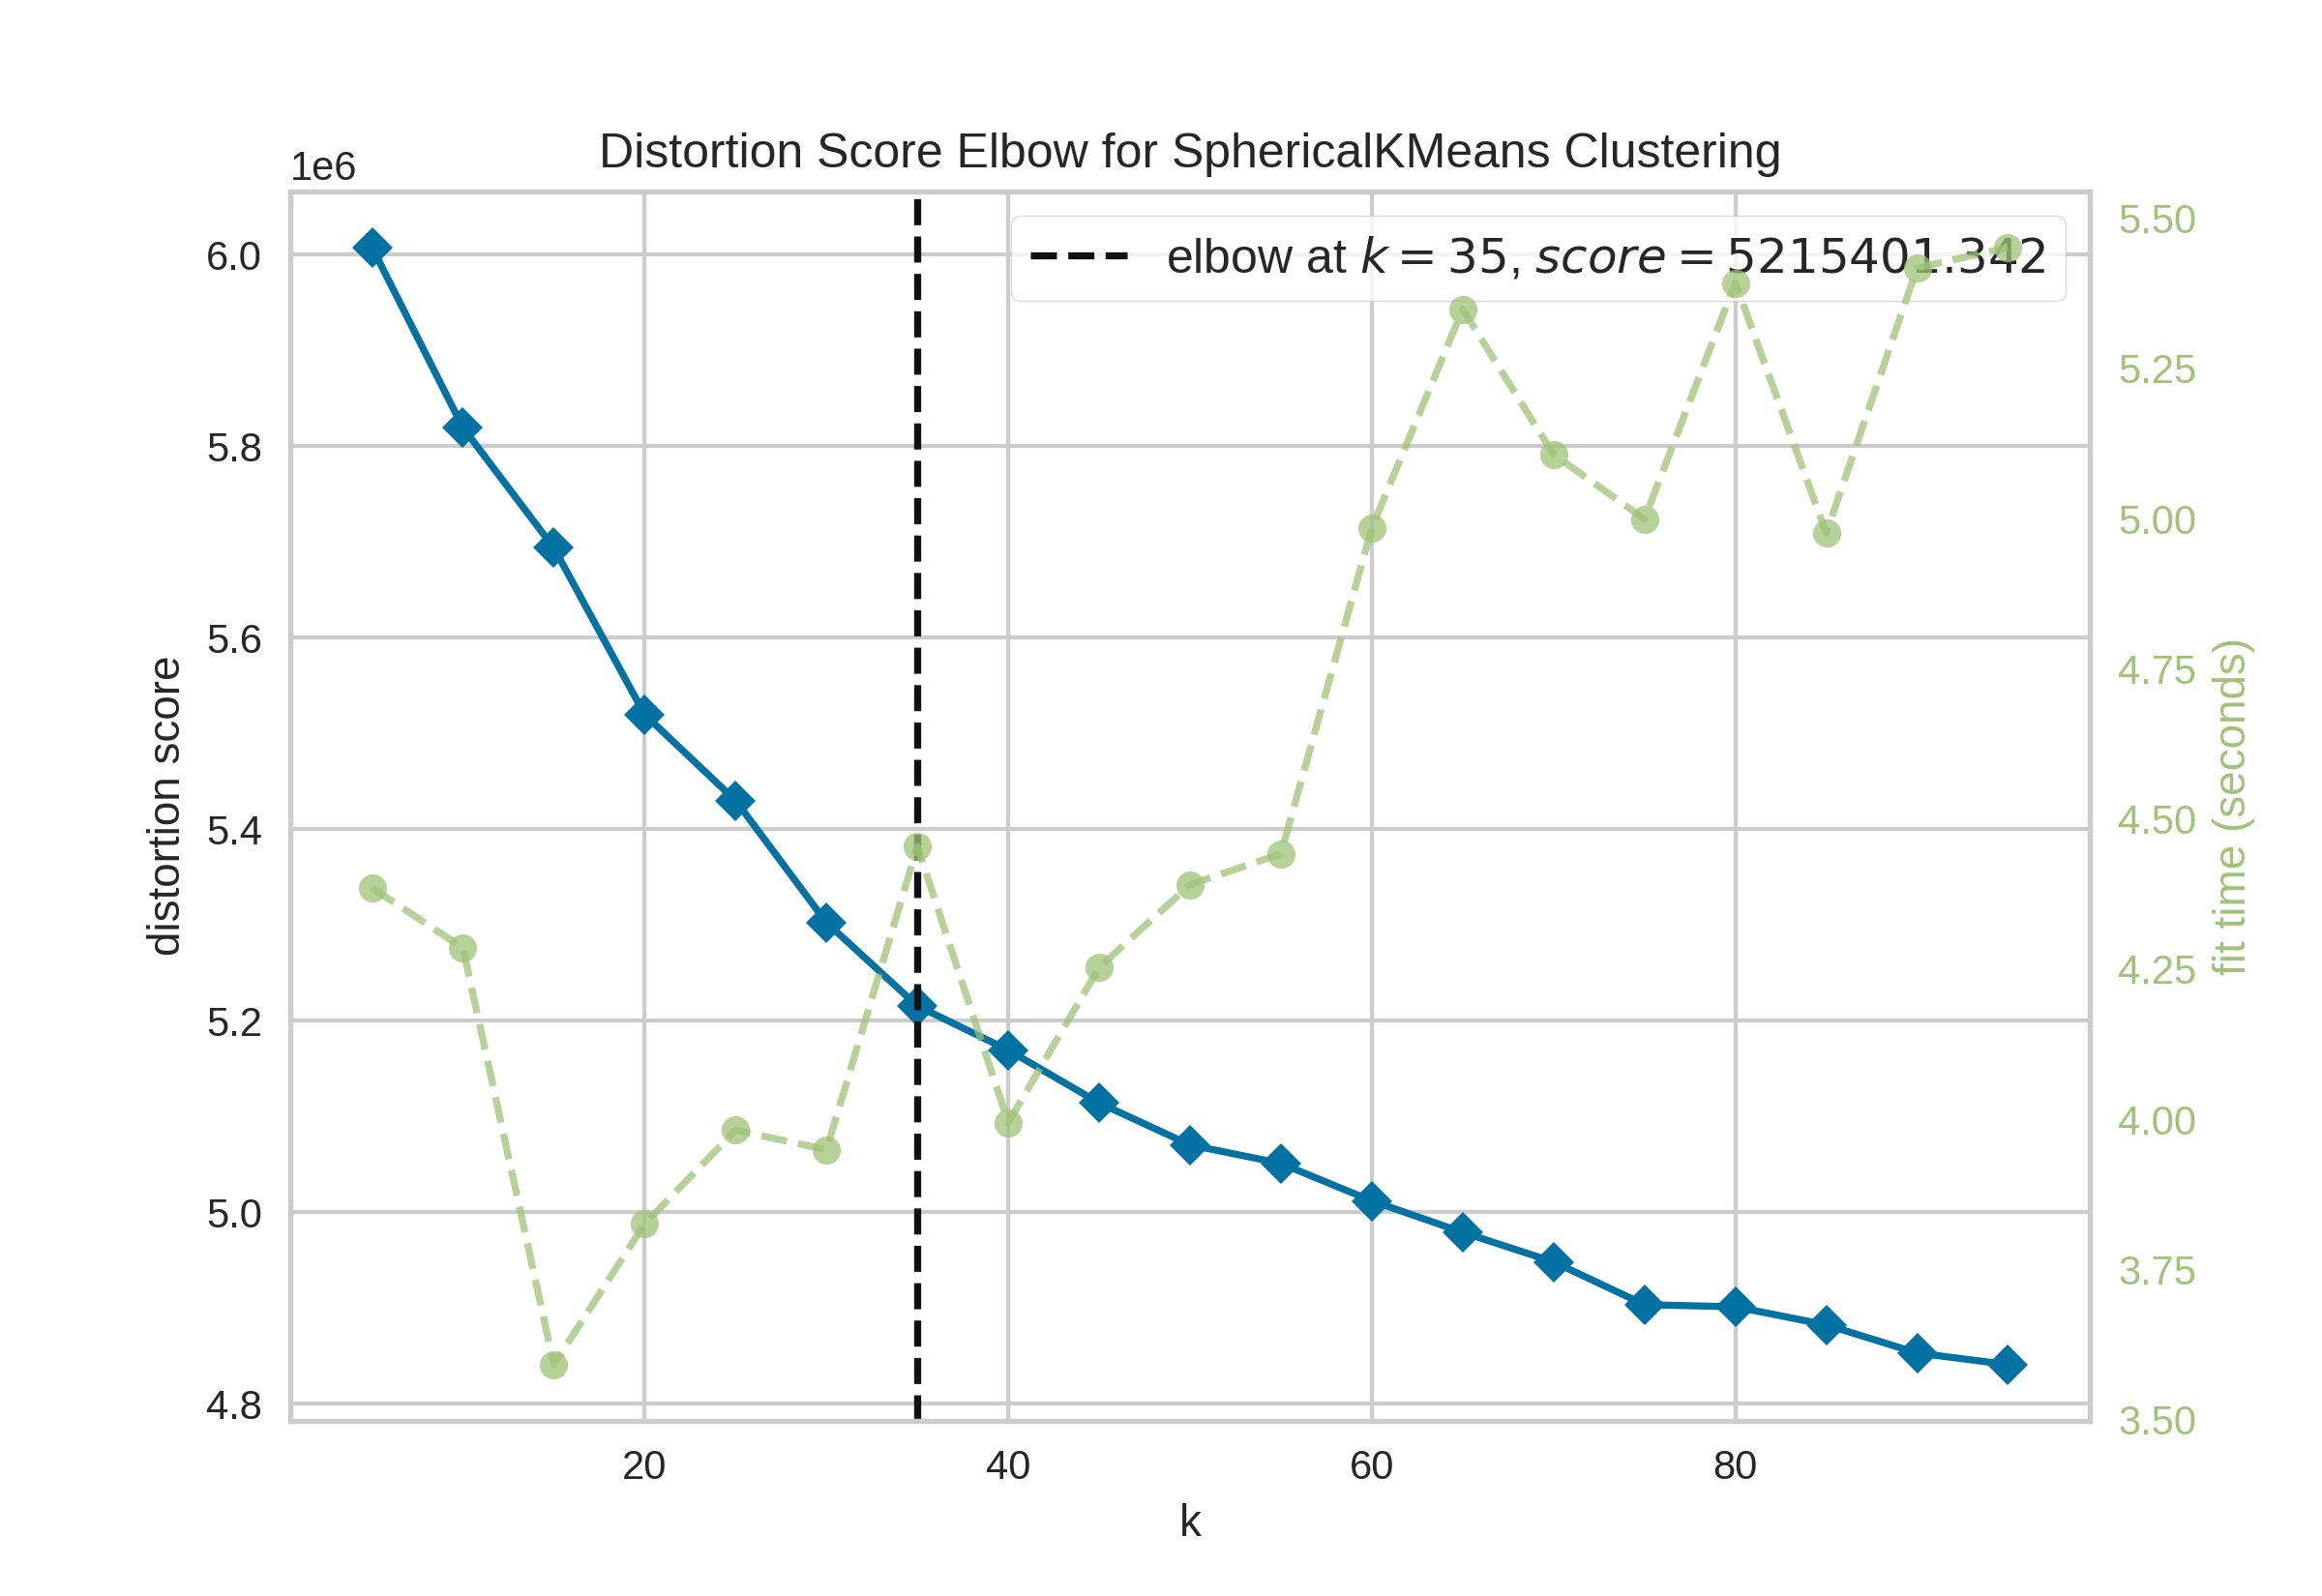 Distortion Score Elbow for SphericalKMeans Clustering
1e6
elbow at k = 35, score = 5215401.342
6.0
5.8
5.6
5.4
5.2
5.0
4.8
distortion score
5.50
5.25
5.00
4.75
4.50
4.25
4.00
3.75
3.50
fit time (seconds)
20 40 60 80
k